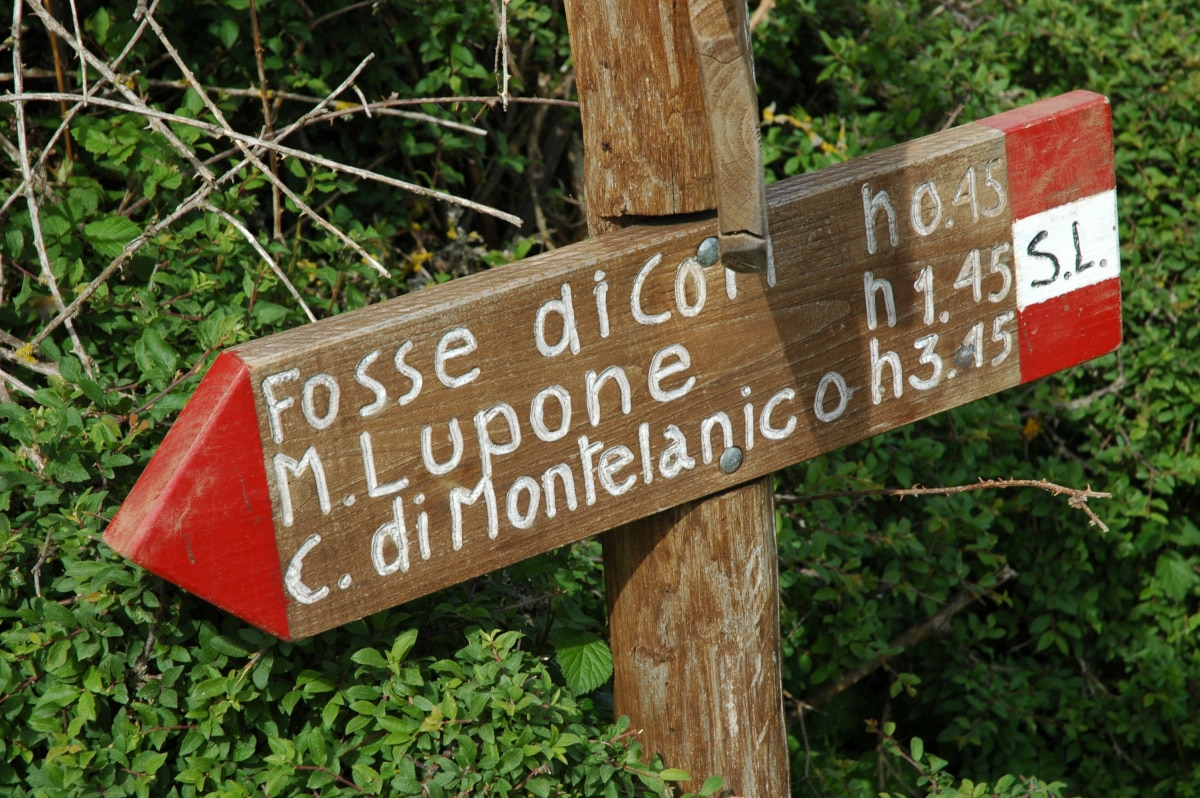 Fosse di Cori h 0.45
M. Lupone h 1.45
C. di Montelanico h 3.45
S.L.